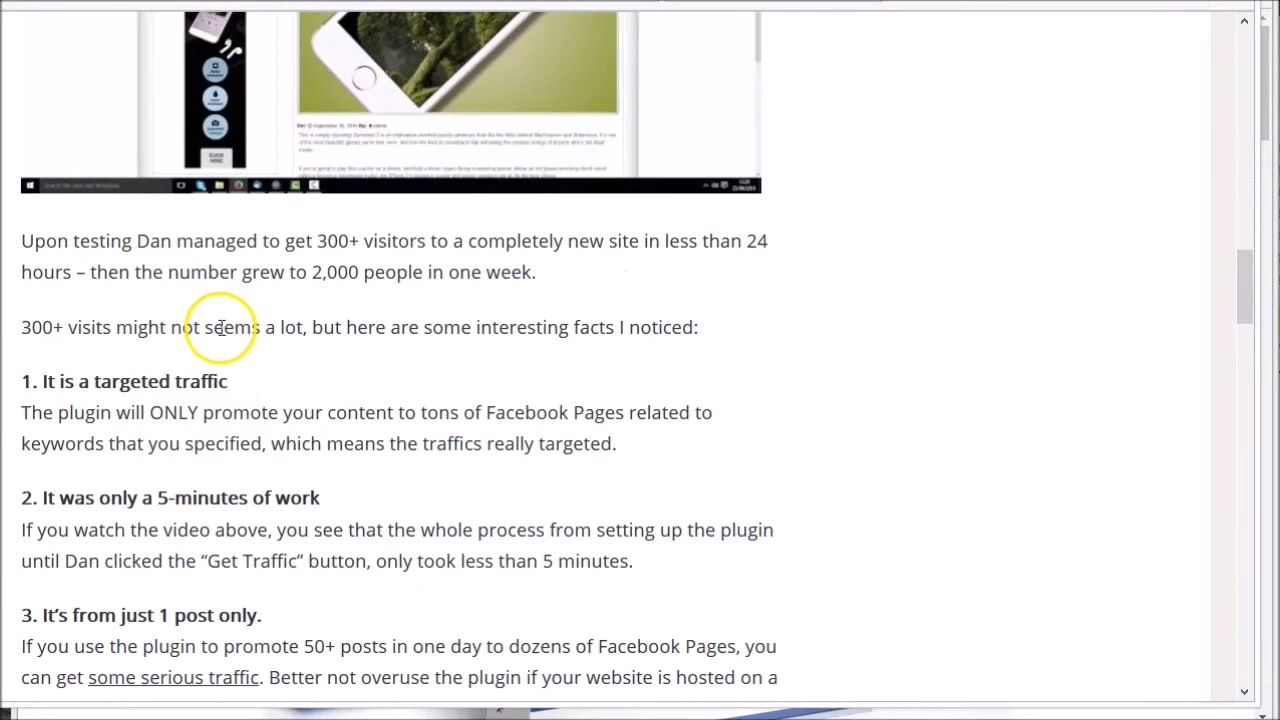 Upon testing Dan managed to get 300+ visitors to a completely new site in less than 24
hours – then the number grew to 2,000 people in one week.
300+ visits might not seems a lot, but here are some interesting facts I noticed:
1. It is a targeted traffic
The plugin will ONLY promote your content to tons of Facebook Pages related to
keywords that you specified, which means the traffics really targeted.
2. It was only a 5-minutes of work
If you watch the video above, you see that the whole process from setting up the plugin
until Dan clicked the “Get Traffic” button, only took less than 5 minutes.
3. It’s from just 1 post only.
If you use the plugin to promote 50+ posts in one day to dozens of Facebook Pages, you
can get some serious traffic. Better not overuse the plugin if your website is hosted on a